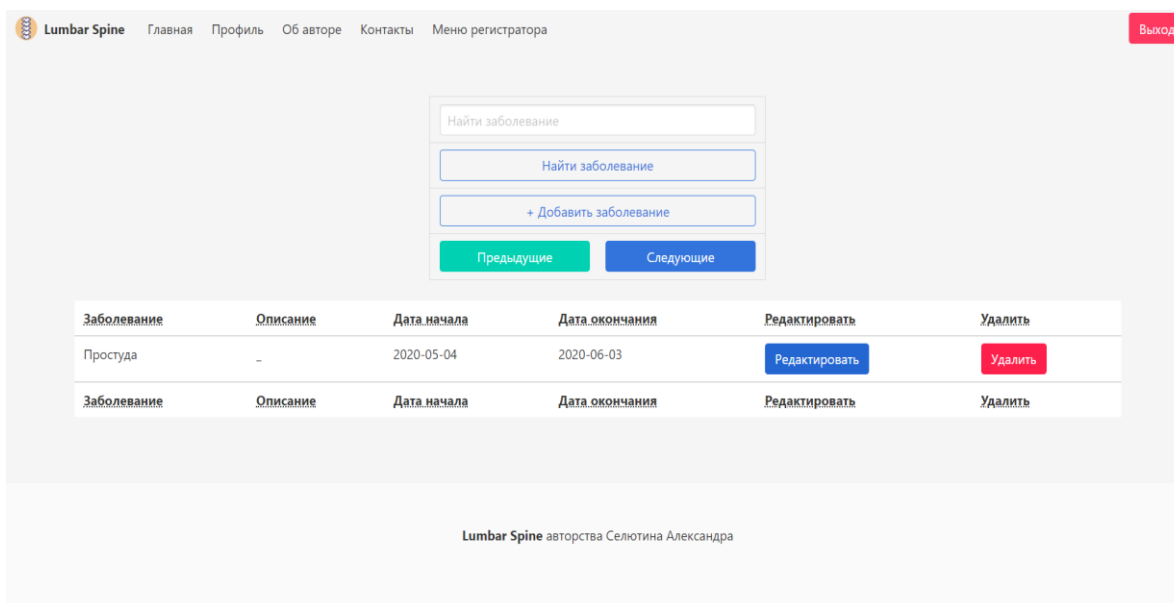 Lumbar Spine Главная Профиль Об авторе Контакты Меню регистратора Выход
Найти заболевание
Найти заболевание
+ Добавить заболевание
Предыдущие Следующие
Заболевание Описание Дата начала Дата окончания Редактировать Удалить
Простуда _ 2020-05-04 2020-06-03 Редактировать Удалить
Заболевание Описание Дата начала Дата окончания Редактировать Удалить
Lumbar Spine авторства Селютина Александра